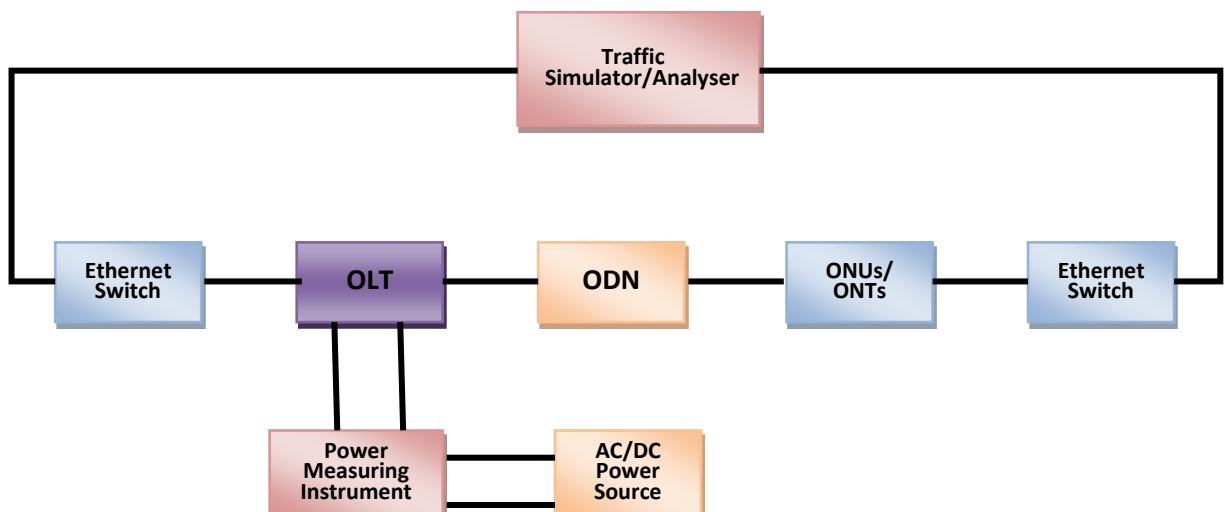 Traffic
Simulator/Analyser
Ethernet
Switch
OLT
ODN
ONUs/
ONTs
Ethernet
Switch
Power
Measuring
Instrument
AC/DC
Power
Source